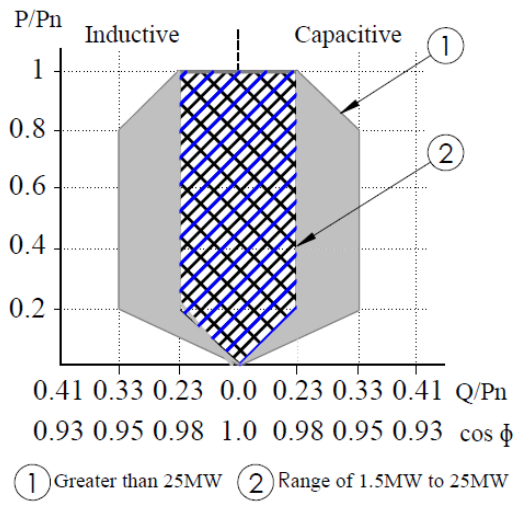 P/Pn
Inductive
Capacitive
1
1
0.8
2
0.6
0.4
0.2
0.41 0.33 0.23 0.0 0.23 0.33 0.41 Q/Pn
0.93 0.95 0.98 1.0 0.98 0.95 0.93 cos ϕ
1 Greater than 25MW 2 Range of 1.5MW to 25MW